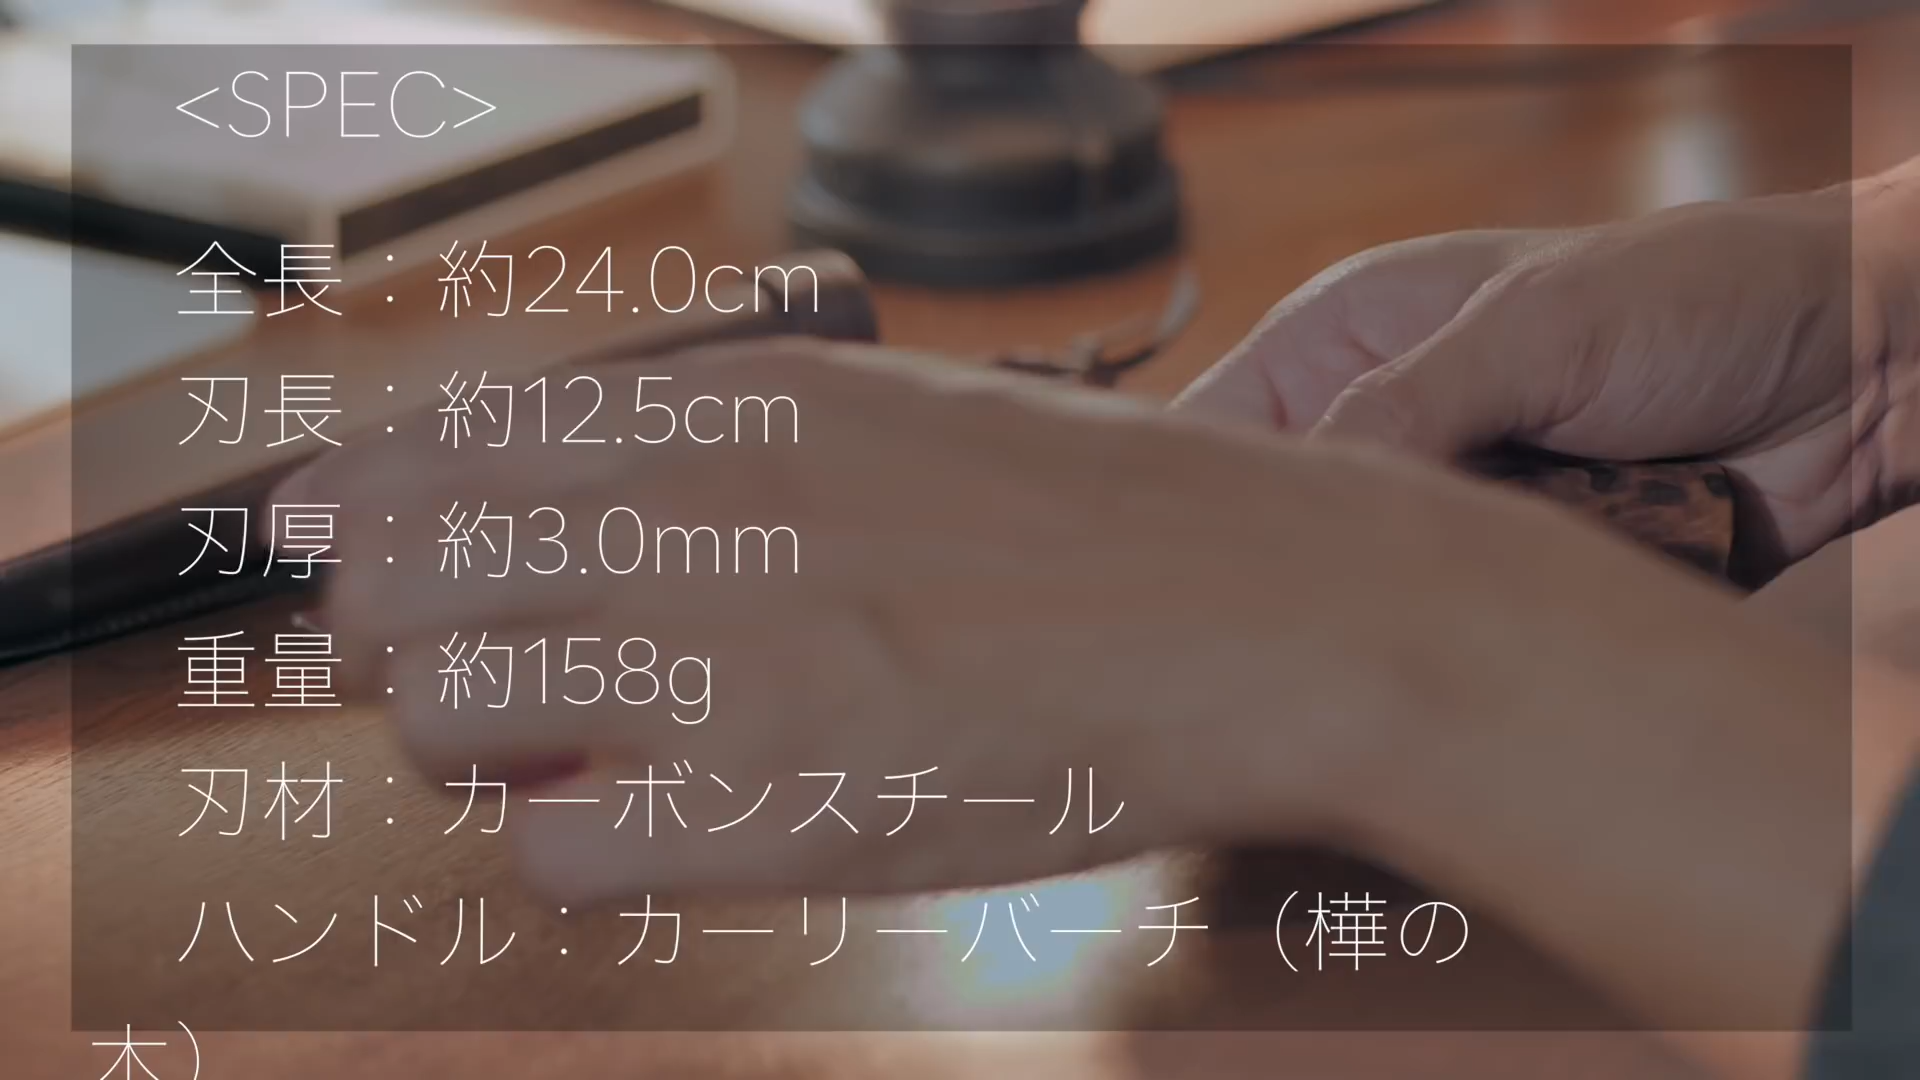 <SPEC>
全長：約24.0cm
刃長：約12.5cm
刃厚：約3.0mm
重量：約158g
刃材：カーボンスチール
ハンドル：カーリーバーチ（樺の
木）